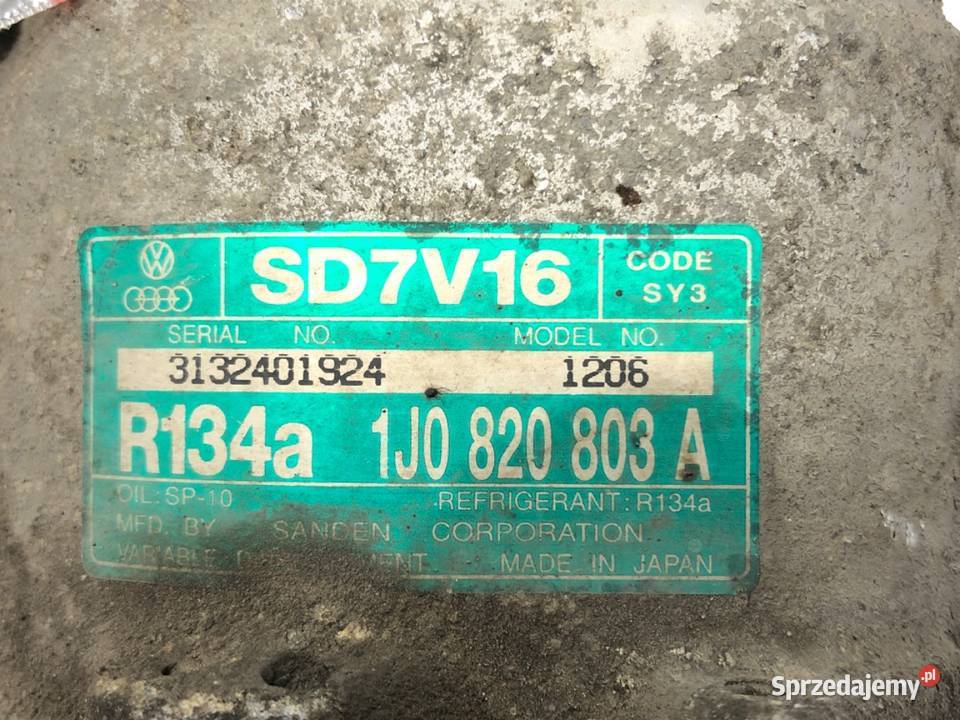 SD7V16
CODE
SY3
SERIAL NO. MODEL NO.
3132401924 1206
R134a 1J0 820 803 A
OIL: SP-10 REFRIGERANT: R134a
MFD. BY SANDEN CORPORATION
VARIABLE MADE IN JAPAN
Sprzedajemy.pl